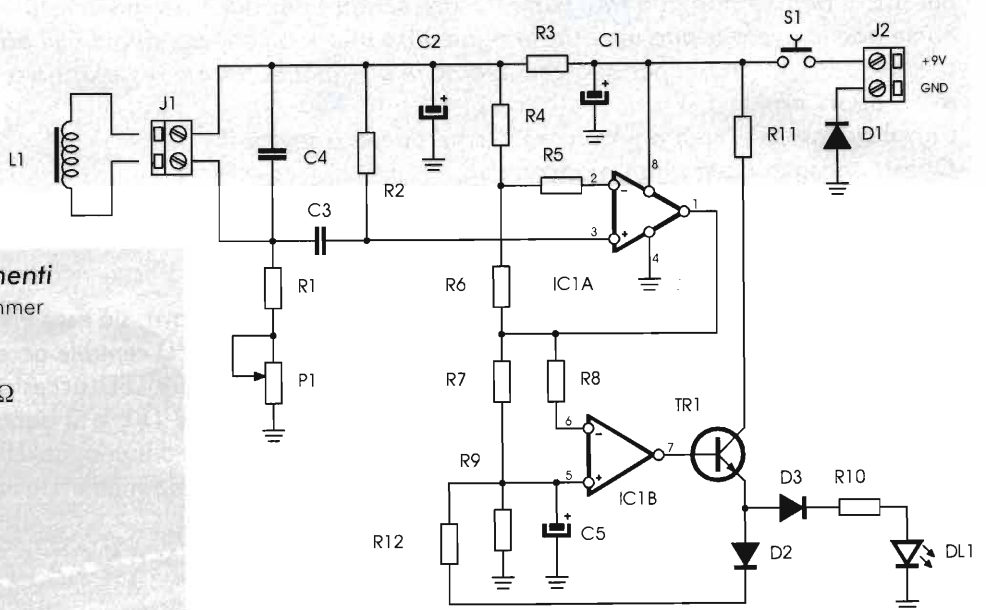 S1
J2
C2
R3
C1
+9V
GND
J1
R4
R11
D1
L1
C4
R2
R5
8
2
-
1
C3
3
+
4
menti
mmer
R1
R6
IC1A
Ω
P1
R7
R8
TR1
6
-
7
R9
5
+
IC1B
D3
R10
R12
C5
D2
DL1